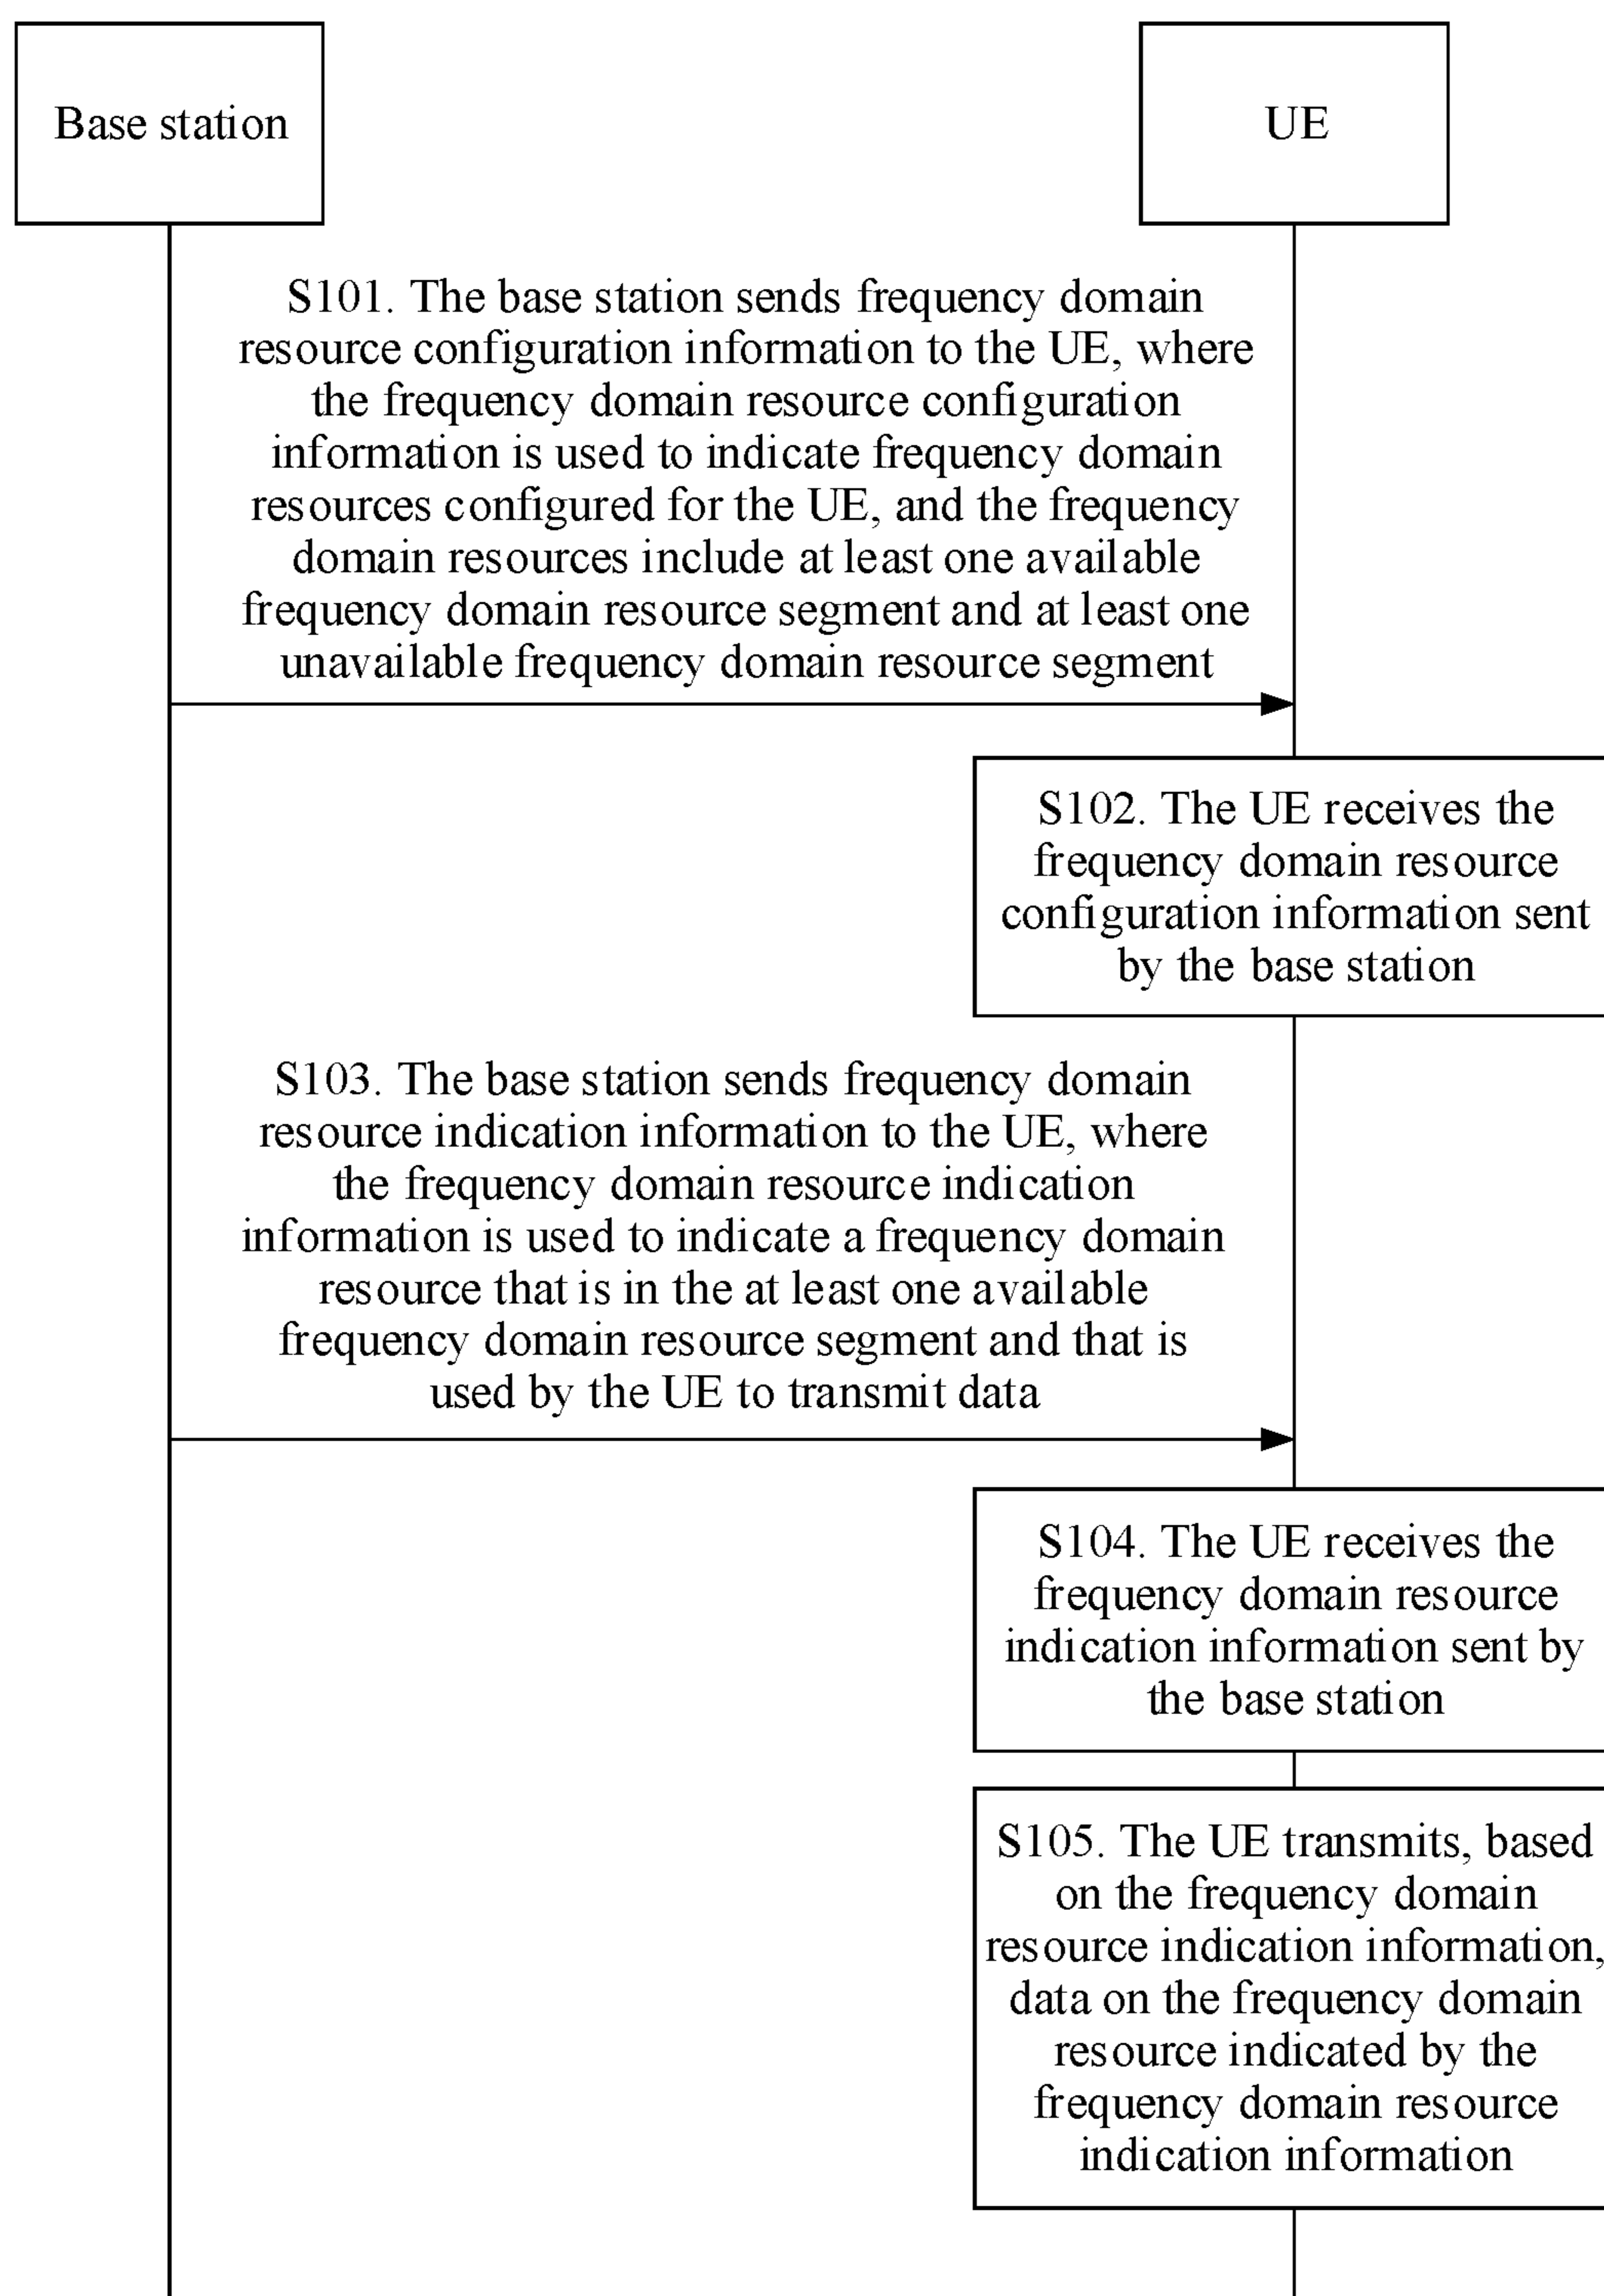 Base station
UE
S101. The base station sends frequency domain
resource configuration information to the UE, where
the frequency domain resource configuration
information is used to indicate frequency domain
resources configured for the UE, and the frequency
domain resources include at least one available
frequency domain resource segment and at least one
unavailable frequency domain resource segment
S102. The UE receives the
frequency domain resource
configuration information sent
by the base station
S103. The base station sends frequency domain
resource indication information to the UE, where
the frequency domain resource indication
information is used to indicate a frequency domain
resource that is in the at least one available
frequency domain resource segment and that is
used by the UE to transmit data
S104. The UE receives the
frequency domain resource
indication information sent by
the base station
S105. The UE transmits, based
on the frequency domain
resource indication information,
data on the frequency domain
resource indicated by the
frequency domain resource
indication information